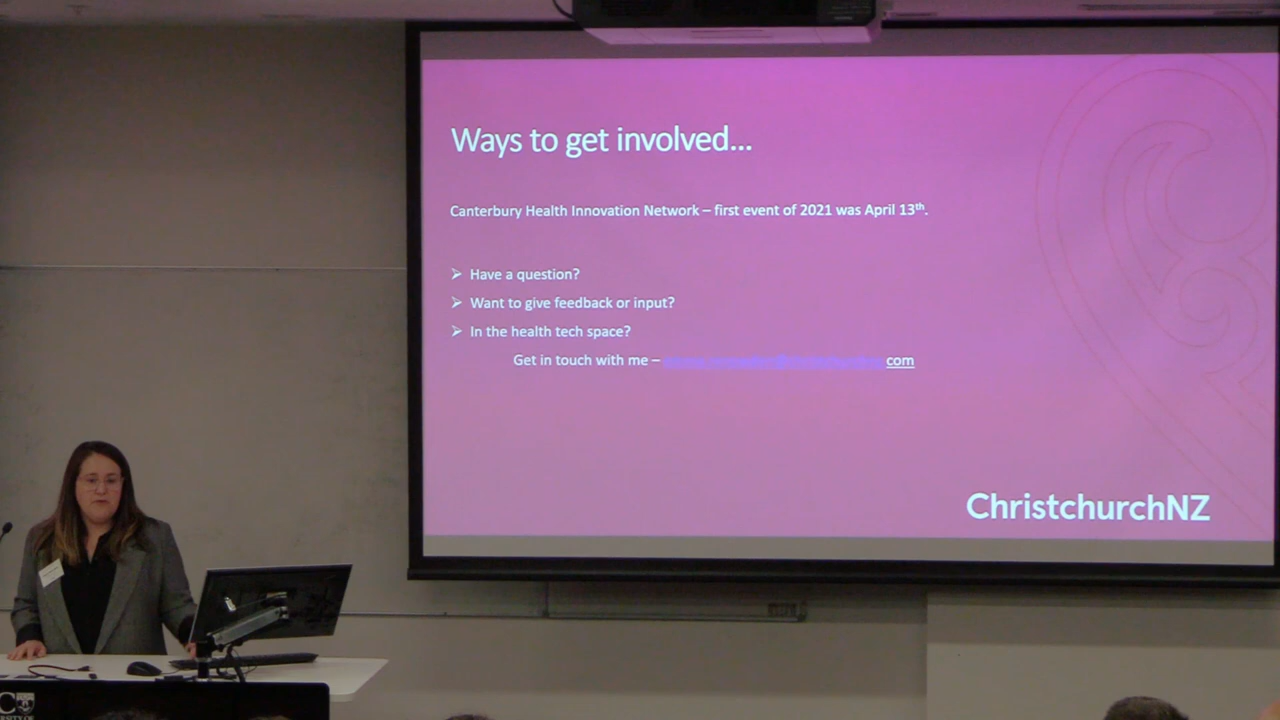 Ways to get involved...
Canterbury Health Innovation Network – first event of 2021 was April 13th.
➢ Have a question?
➢ Want to give feedback or input?
➢ In the health tech space?
Get in touch with me – com
ChristchurchNZ